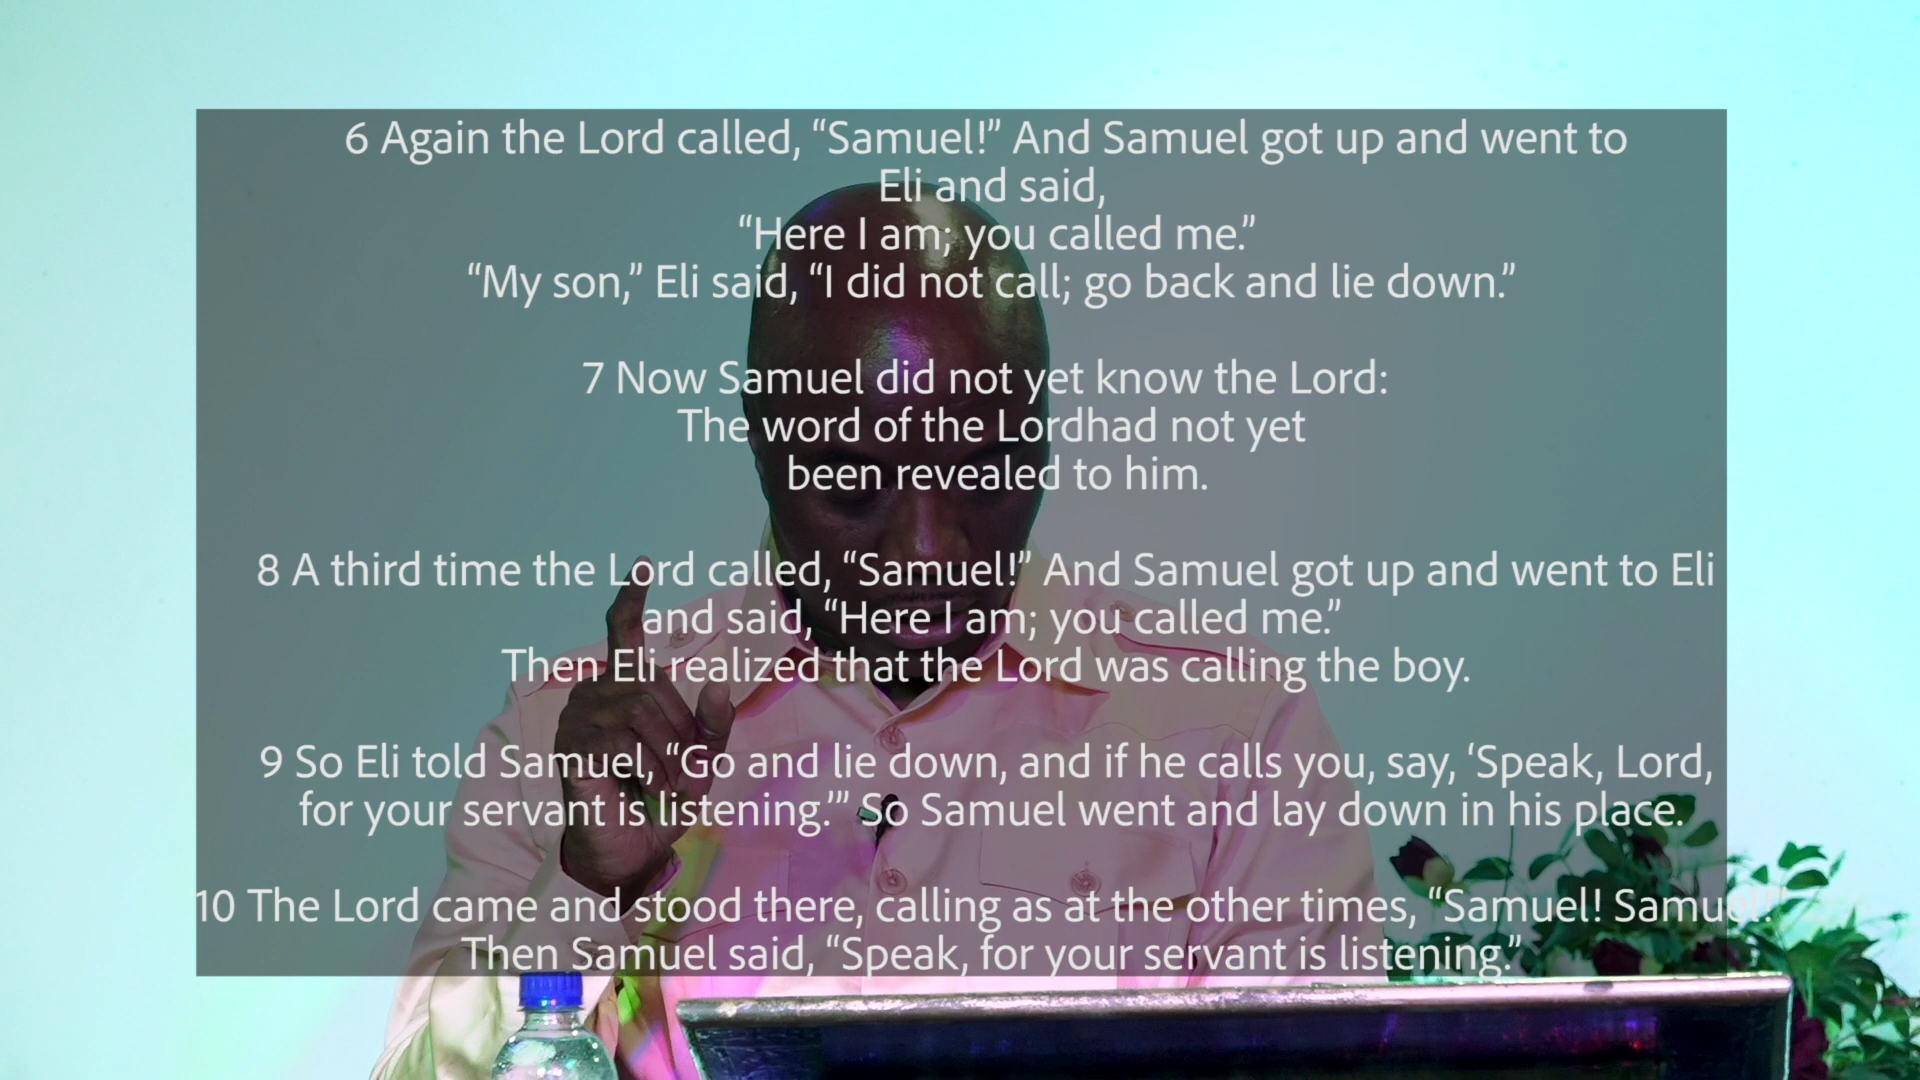 6 Again the Lord called, “Samuel!” And Samuel got up and went to
Eli and said,
“Here I am; you called me.”
“My son,” Eli said, “I did not call; go back and lie down.”
7 Now Samuel did not yet know the Lord:
The word of the Lordhad not yet
been revealed to him.
8 A third time the Lord called, “Samuel!” And Samuel got up and went to Eli
and said, “Here I am; you called me.”
Then Eli realized that the Lord was calling the boy.
9 So Eli told Samuel, “Go and lie down, and if he calls you, say, ‘Speak, Lord,
for your servant is listening.’” So Samuel went and lay down in his place.
10 The Lord came and stood there, calling as at the other times, “Samuel! Samuel!”
Then Samuel said, “Speak, for your servant is listening.”